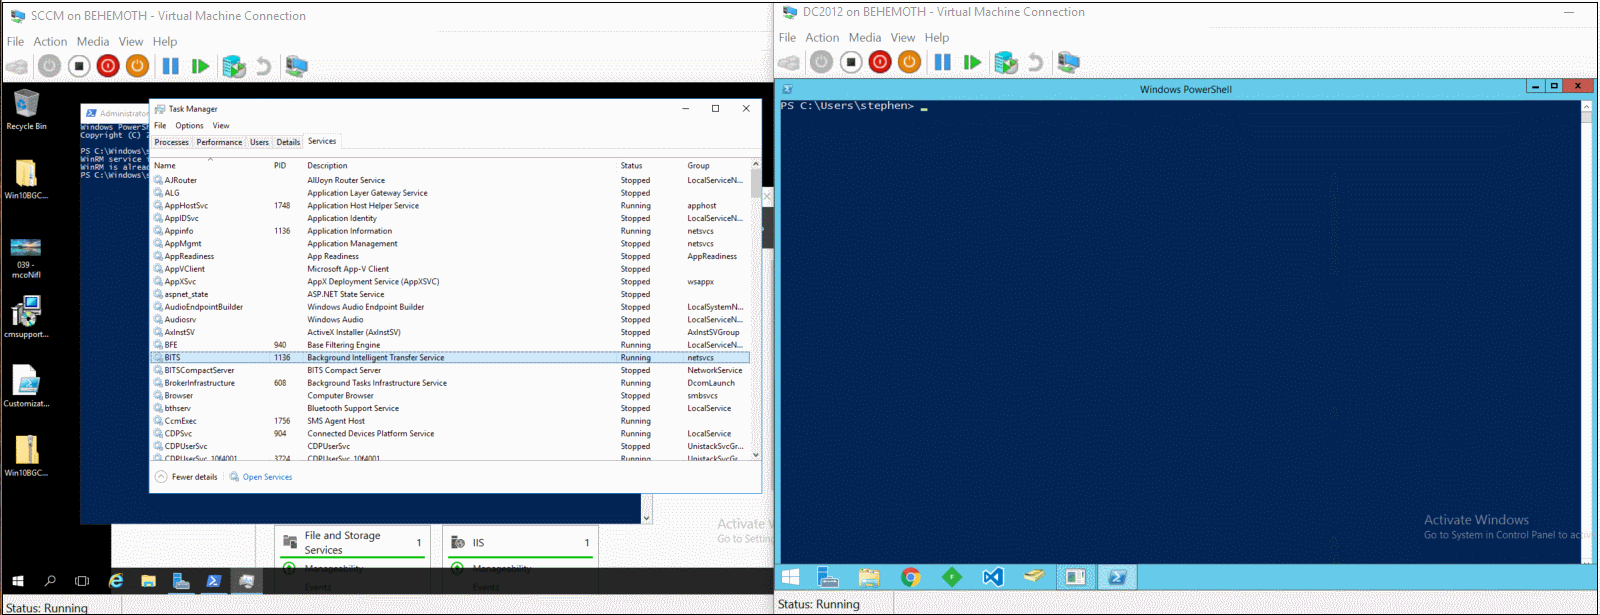 SCCM on BEHEMOTH - Virtual Machine Connection
File Action Media View Help
Recycle Bin
Win10BGC...
039 -
mcoNifl
cmsupport...
Customizat...
Win10BGC...
Administrator
Windows PowerSh
Copyright (C) 2
PS C:\Windows\s
WinRM service i
WinRM is alread
PS C:\Windows\s
Task Manager
File Options View
Processes Performance Users Details Services
Name PID Description Status Group
AJRouter AllJoyn Router Service Stopped LocalServiceN...
ALG Application Layer Gateway Service Stopped
AppHostSvc 1748 Application Host Helper Service Running apphost
AppIDSvc Application Identity Stopped LocalServiceN...
Appinfo 1136 Application Information Running netsvcs
AppMgmt Application Management Stopped netsvcs
AppReadiness App Readiness Stopped AppReadiness
AppVClient Microsoft App-V Client Stopped
AppXSvc AppX Deployment Service (AppXSVC) Stopped wsappx
aspnet_state ASP.NET State Service Stopped
AudioEndpointBuilder Windows Audio Endpoint Builder Stopped LocalSystemN...
Audiosrv Windows Audio Stopped LocalServiceN...
AxInstSV ActiveX Installer (AxInstSV) Stopped AxInstSVGroup
BFE 940 Base Filtering Engine Running LocalServiceN...
BITS 1136 Background Intelligent Transfer Service Running netsvcs
BITSCompactServer BITS Compact Server Stopped NetworkService
BrokerInfrastructure 608 Background Tasks Infrastructure Service Running DcomLaunch
Browser Computer Browser Stopped smbsvcs
bthserv Bluetooth Support Service Stopped LocalService
CcmExec 1756 SMS Agent Host Running
CDPSvc 904 Connected Devices Platform Service Running LocalService
CDPUserSvc CDPUserSvc Stopped UnistackSvcGr...
CDPUserSvc_10f4001 3724 CDPUserSvc_10f4001 Running UnistackSvcGr...
Fewer details Open Services
File and Storage
Services 1
Manageability
Events
IIS 1
Manageability
Events
Activate W
Go to Setting
Status: Running
DC2012 on BEHEMOTH - Virtual Machine Connection
File Action Media View Help
Windows PowerShell
PS C:\Users\stephen> _
Activate Windows
Go to System in Control Panel to activ
Status: Running